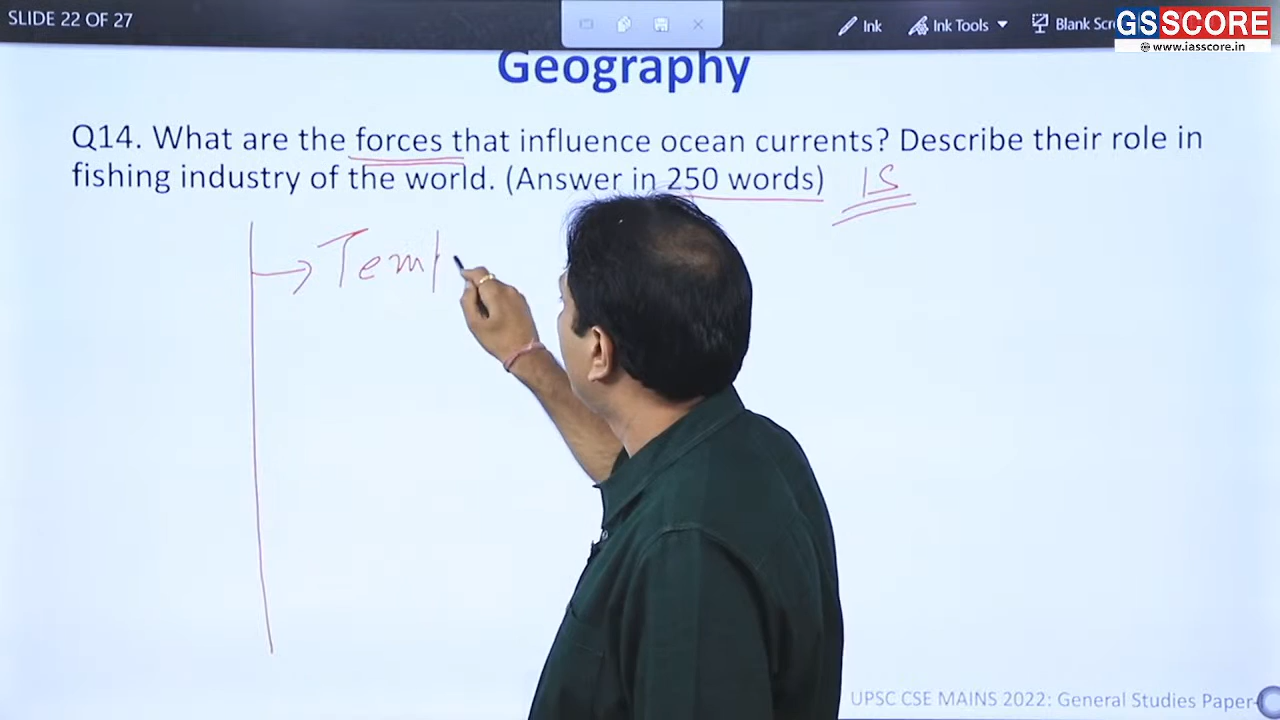 SLIDE 22 OF 27
Ink
Ink Tools
Blank Scr
GSSCORE
www.iasscore.in
Geography
Q14. What are the forces that influence ocean currents? Describe their role in
fishing industry of the world. (Answer in 250 words) 15
Temp
UPSC CSE MAINS 2022: General Studies Paper-